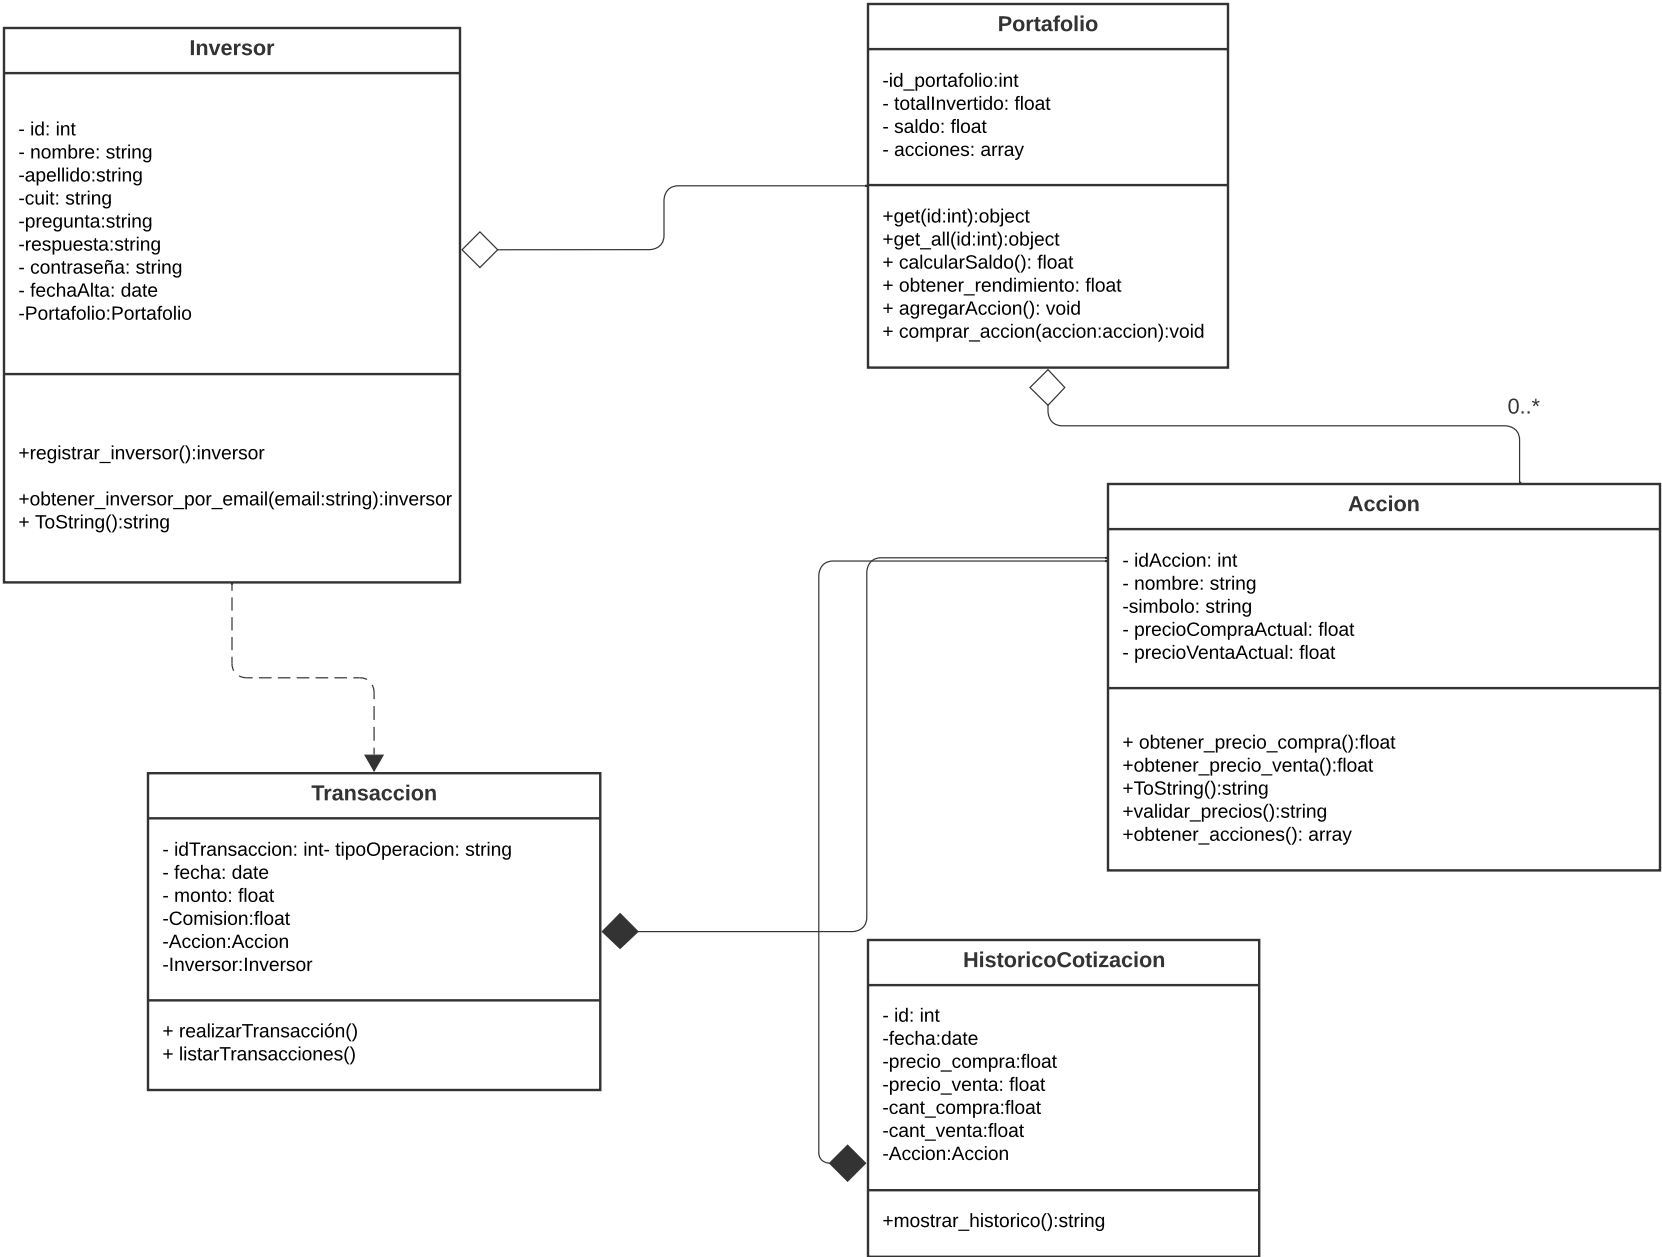 Inversor
- id: int
- nombre: string
-apellido:string
-cuit: string
-pregunta:string
-respuesta:string
- contraseña: string
- fechaAlta: date
-Portafolio:Portafolio
+registrar_inversor():inversor
+obtener_inversor_por_email(email:string):inversor
+ ToString():string
Portafolio
-id_portafolio:int
- totalInvertido: float
- saldo: float
- acciones: array
+get(id:int):object
+get_all(id:int):object
+ calcularSaldo(): float
+ obtener_rendimiento: float
+ agregarAccion(): void
+ comprar_accion(accion:accion):void
0..*
Accion
- idAccion: int
- nombre: string
-simbolo: string
- precioCompraActual: float
- precioVentaActual: float
+ obtener_precio_compra():float
+obtener_precio_venta():float
+ToString():string
+validar_precios():string
+obtener_acciones(): array
Transaccion
- idTransaccion: int- tipoOperacion: string
- fecha: date
- monto: float
-Comision:float
-Accion:Accion
-Inversor:Inversor
+ realizarTransacción()
+ listarTransacciones()
HistoricoCotizacion
- id: int
-fecha:date
-precio_compra:float
-precio_venta: float
-cant_compra:float
-cant_venta:float
-Accion:Accion
+mostrar_historico():string